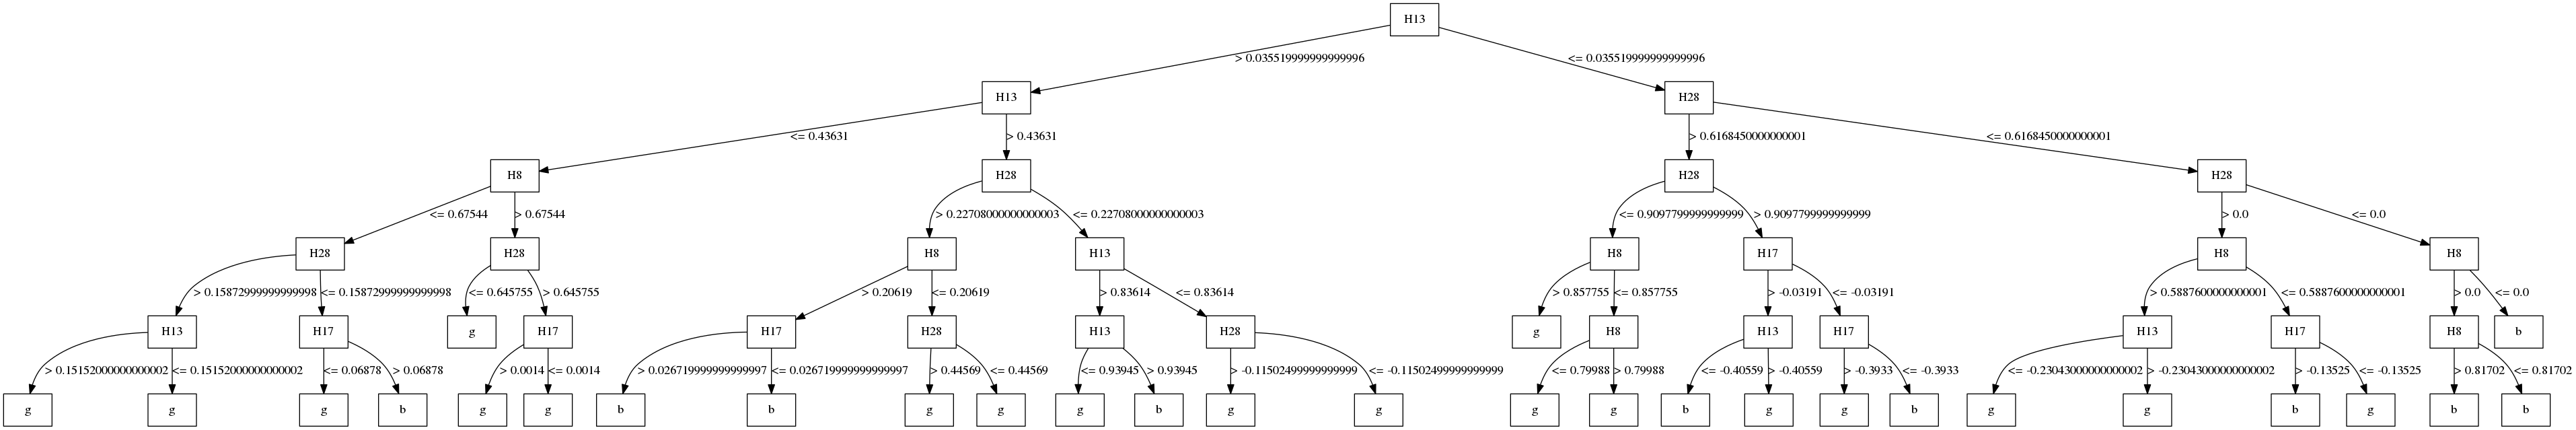 H13
> 0.035519999999999996 <= 0.035519999999999996
H13 H28
<= 0.43631 > 0.43631 > 0.6168450000000001 <= 0.6168450000000001
H8 H28 H28 H28
<= 0.67544 > 0.67544 > 0.22708000000000003 <= 0.22708000000000003 <= 0.9097799999999999 > 0.9097799999999999 > 0.0 <= 0.0
H28 H28 H8 H13 H8 H17 H8 H8
> 0.15872999999999998 <= 0.15872999999999998 <= 0.645755 > 0.645755 > 0.20619 <= 0.20619 > 0.83614 <= 0.83614 > 0.857755 <= 0.857755 > -0.03191 <= -0.03191 > 0.5887600000000001 <= 0.5887600000000001 > 0.0 <= 0.0
H13 H17 g H17 H17 H28 H13 H28 g H8 H13 H17 H13 H17 H8 b
> 0.15152000000000002 <= 0.15152000000000002 <= 0.06878 > 0.06878 > 0.0014 <= 0.0014 > 0.026719999999999997 <= 0.026719999999999997 > 0.44569 <= 0.44569 <= 0.93945 > 0.93945 > -0.11502499999999999 <= -0.11502499999999999 <= 0.79988 > 0.79988 <= -0.40559 > -0.40559 > -0.3933 <= -0.3933 <= -0.23043000000000002 > -0.23043000000000002 > -0.13525 <= -0.13525 > 0.81702 <= 0.81702
g g g b g g b b g g g b g g g g b g g b g g b g b b